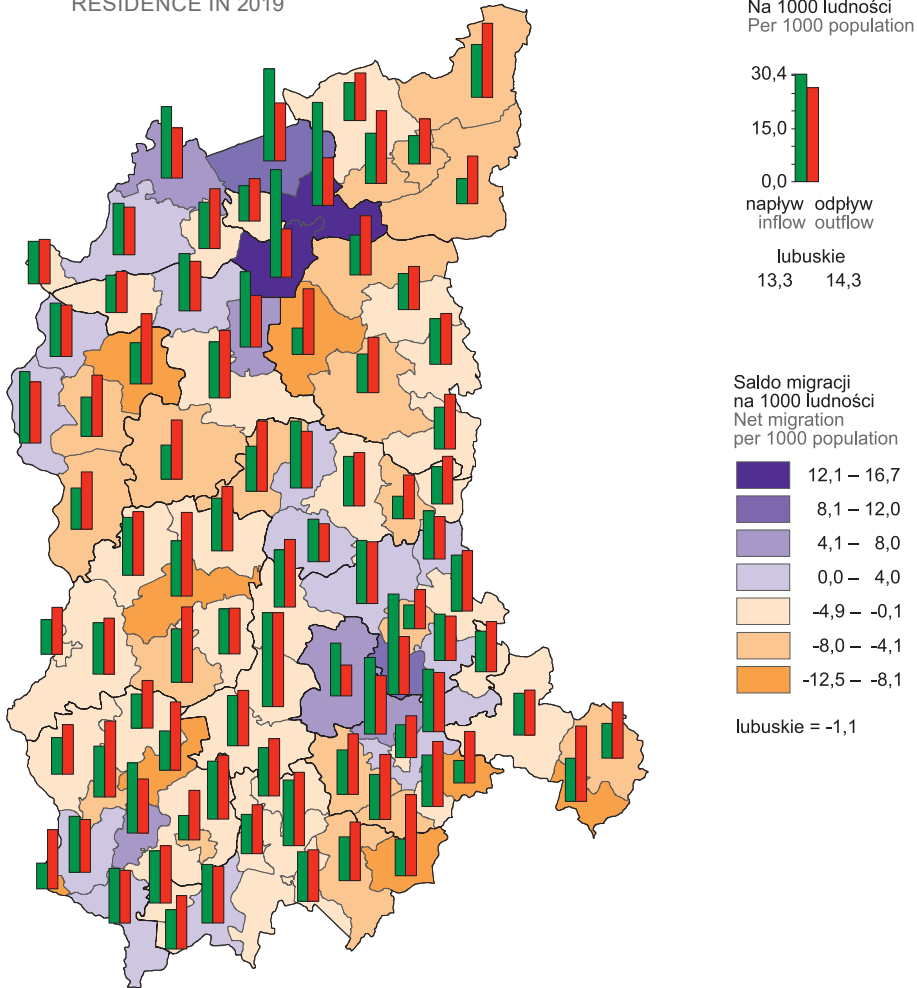 RESIDENCE IN 2019
Na 1000 ludności
Per 1000 population
30,4
15,0
0,0
napływ odpływ
inflow outflow
lubuskie
13,3 14,3
Saldo migracji
na 1000 ludności
Net migration
per 1000 population
12,1 – 16,7
8,1 – 12,0
4,1 – 8,0
0,0 – 4,0
-4,9 – -0,1
-8,0 – -4,1
-12,5 – -8,1
lubuskie = -1,1